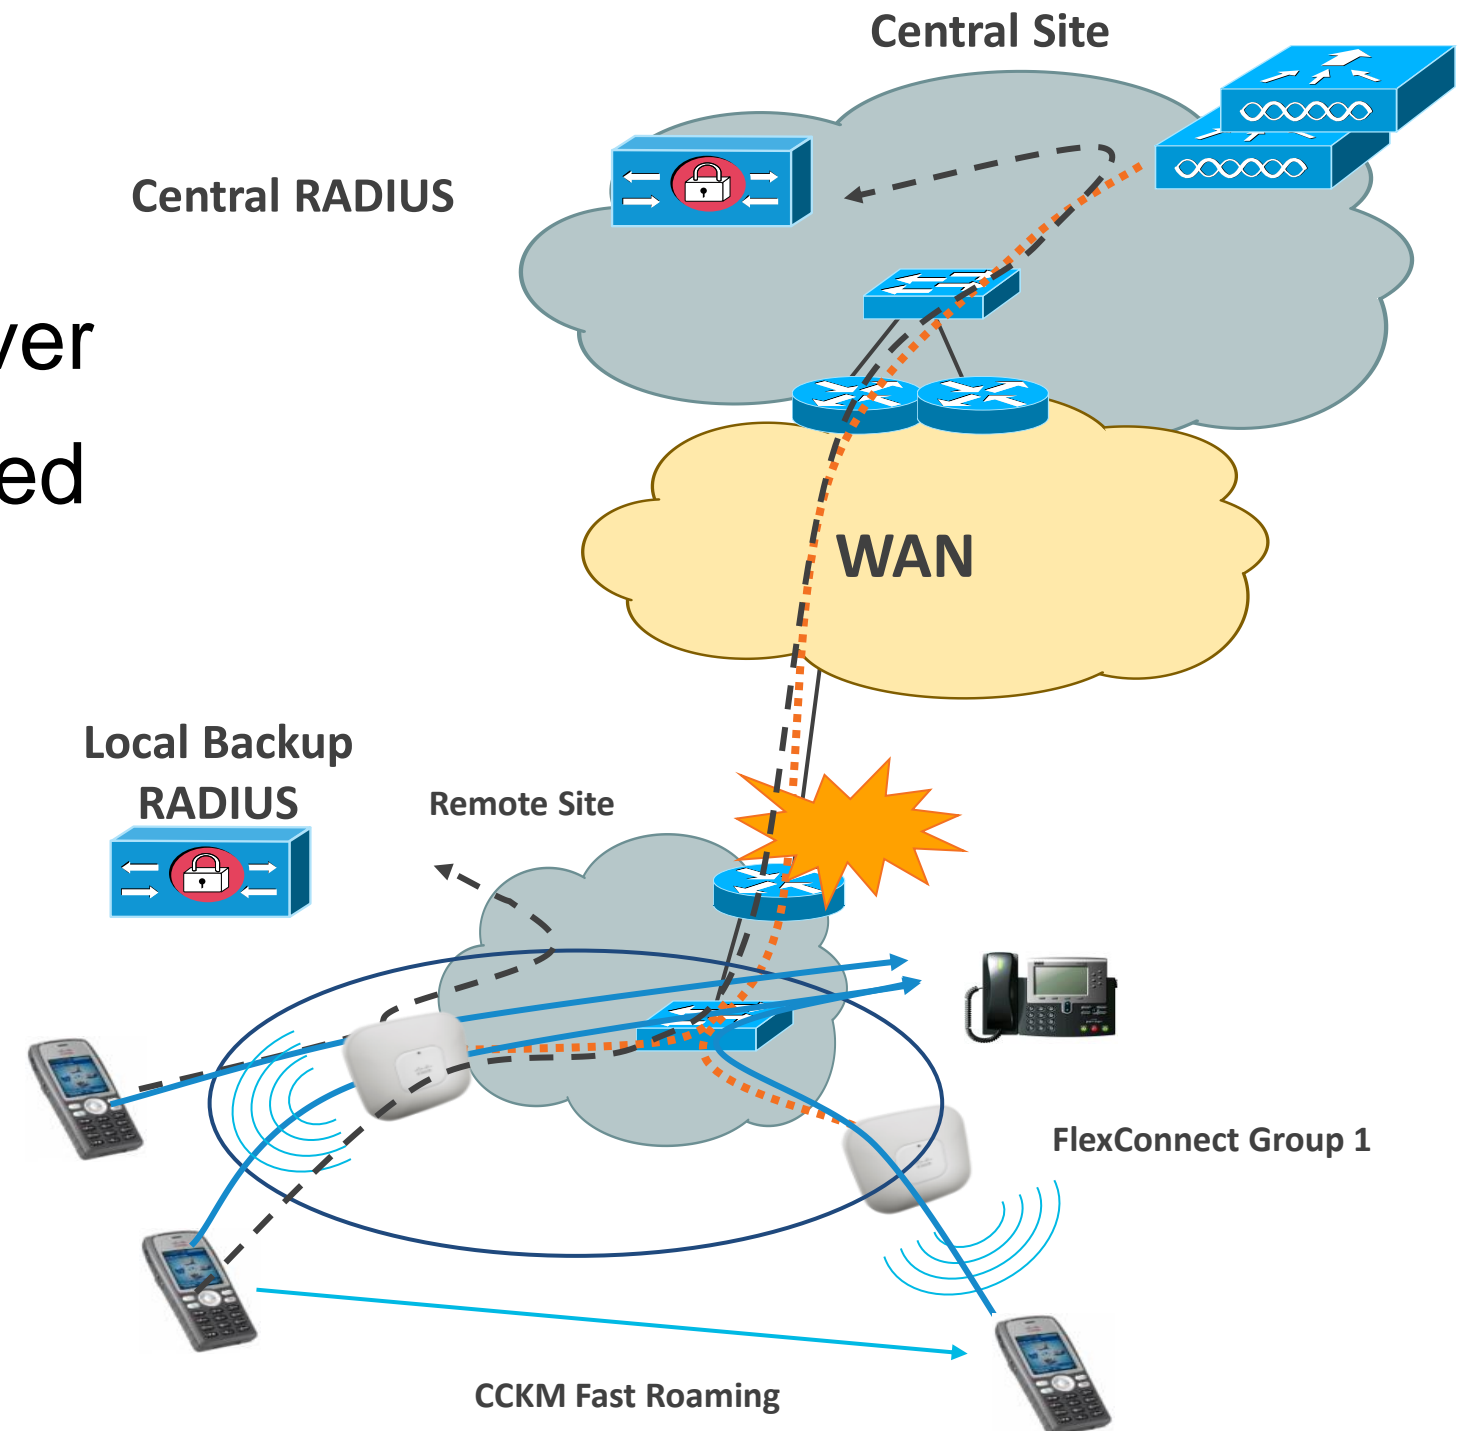 Central Site
Central RADIUS
ver
ed
WAN
Local Backup
RADIUS
Remote Site
FlexConnect Group 1
CCKM Fast Roaming